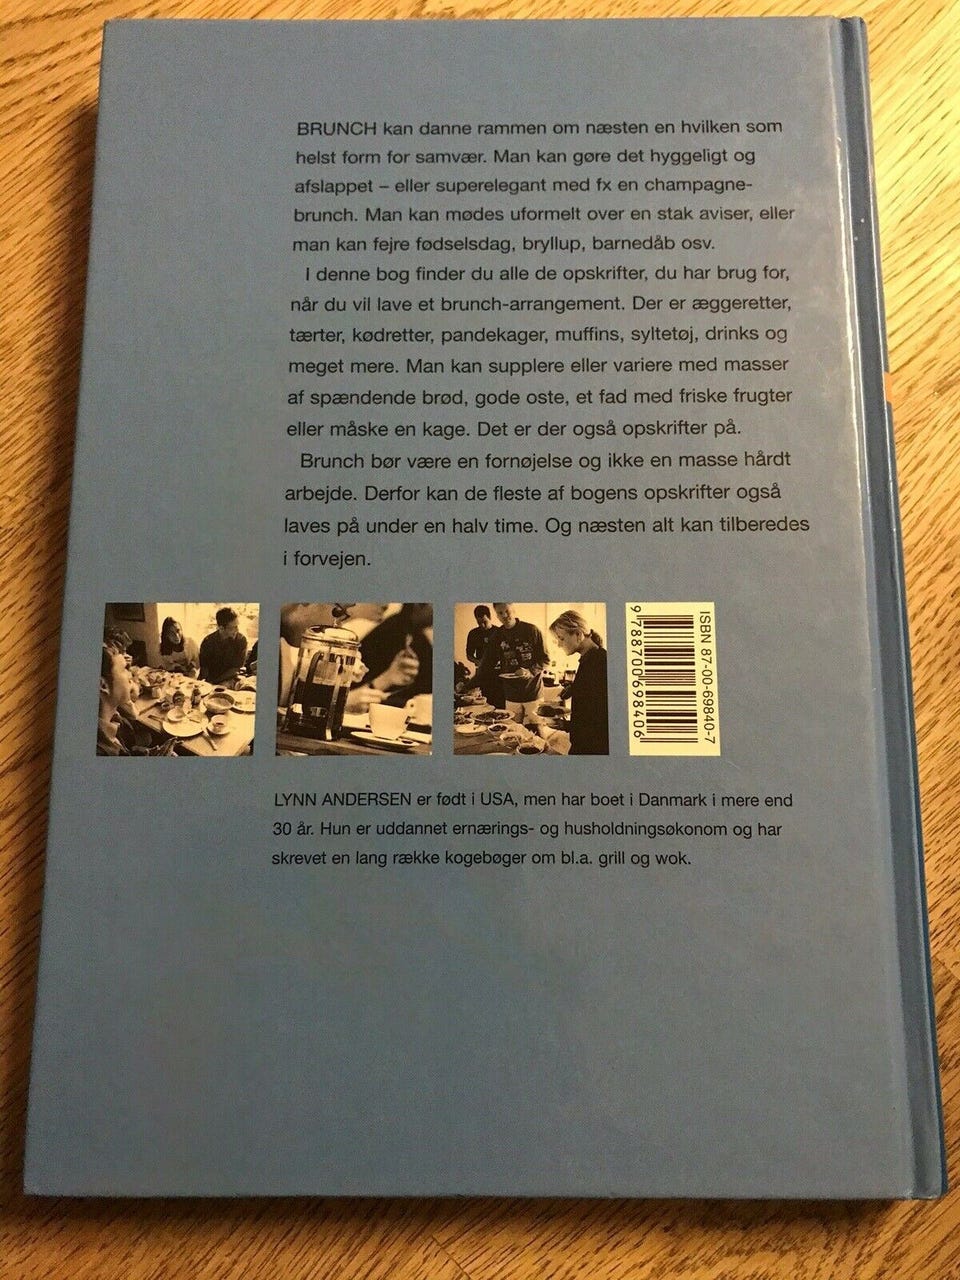 BRUNCH kan danne rammen om næsten en hvilken som
helst form for samvær. Man kan gøre det hyggeligt og
afslappet – eller superelegant med fx en champagne-
brunch. Man kan mødes uformelt over en stak aviser, eller
man kan fejre fødselsdag, bryllup, barnedåb osv.
I denne bog finder du alle de opskrifter, du har brug for,
når du vil lave et brunch-arrangement. Der er æggeretter,
tærter, kødretter, pandekager, muffins, syltetøj, drinks og
meget mere. Man kan supplere eller variere med masser
af spændende brød, gode oste, et fad med friske frugter
eller måske en kage. Det er der også opskrifter på.
Brunch bør være en fornøjelse og ikke en masse hårdt
arbejde. Derfor kan de fleste af bogens opskrifter også
laves på under en halv time. Og næsten alt kan tilberedes
i forvejen.
ISBN 87-00-69840-7
9 788700 698406
LYNN ANDERSEN er født i USA, men har boet i Danmark i mere end
30 år. Hun er uddannet ernærings- og husholdningsøkonom og har
skrevet en lang række kogebøger om bl.a. grill og wok.